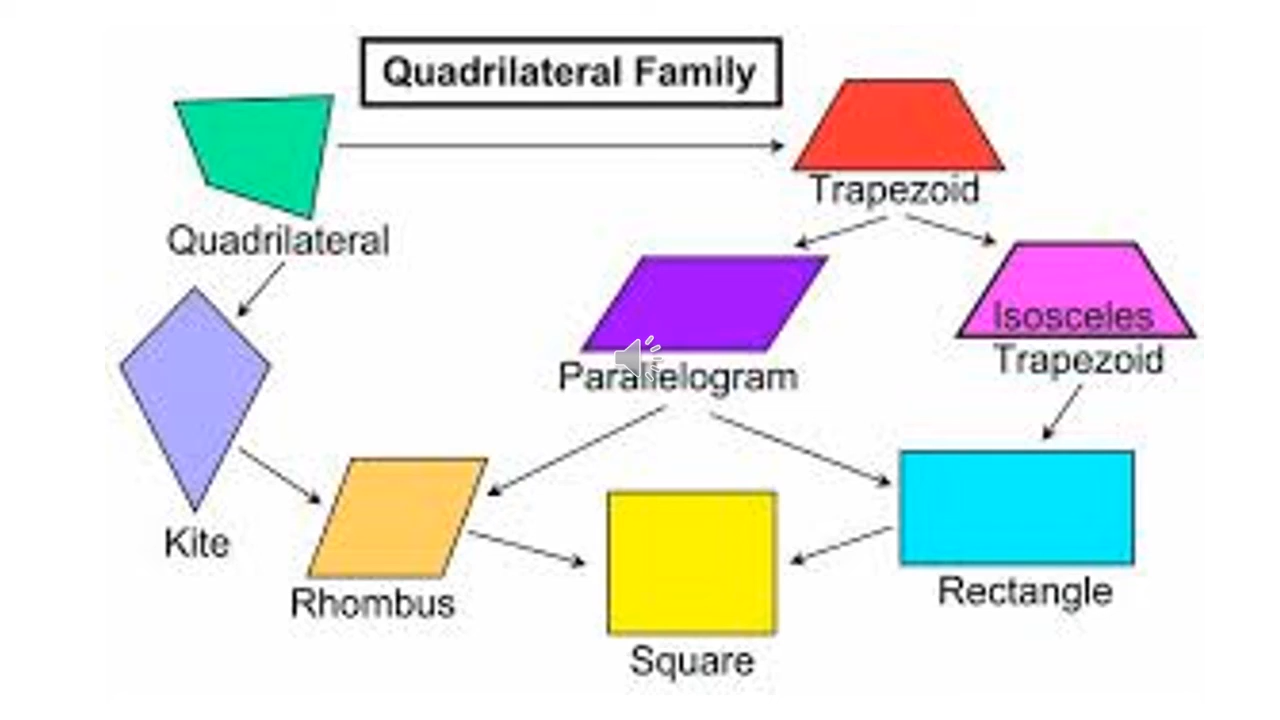 Quadrilateral Family
Trapezoid
Quadrilateral
Isosceles
Trapezoid
Parallelogram
Kite
Rhombus
Rectangle
Square